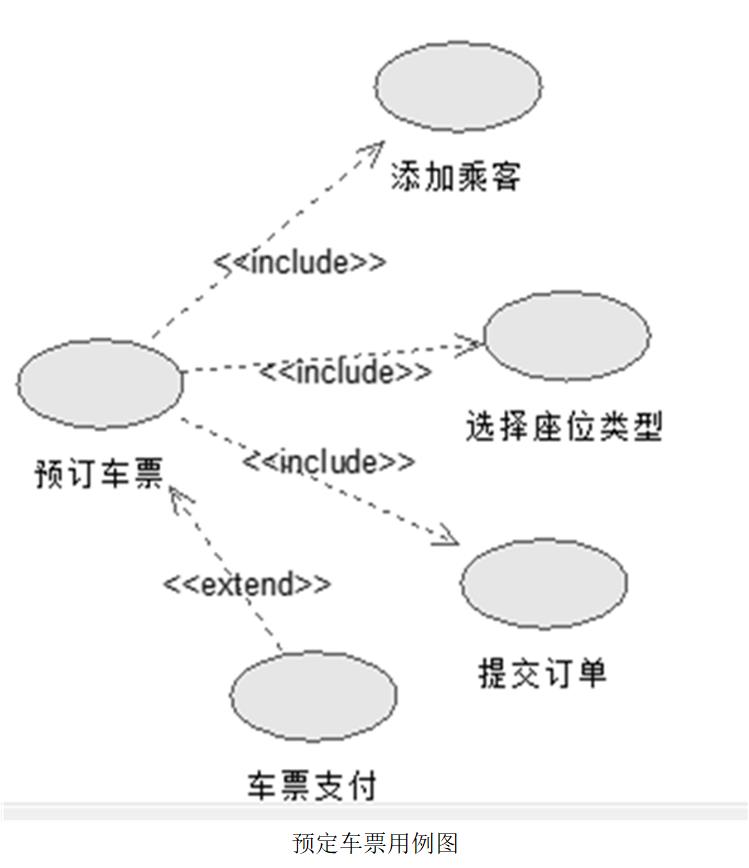 添加乘客
<<include>>
<<include>>
选择座位类型
<<include>>
预订车票
<<extend>>
提交订单
车票支付
预定车票用例图